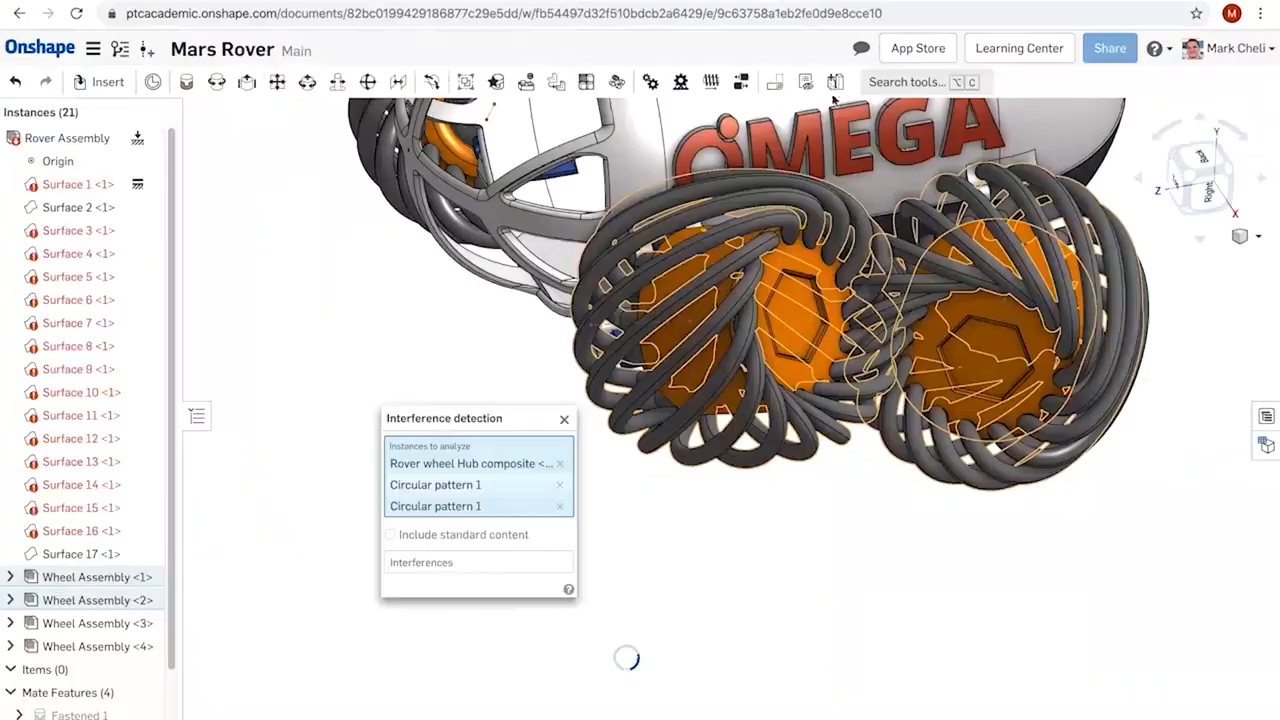 ptcacademic.onshape.com/documents/82bc0199429186877c29e5dd/w/fb54497d32f510bdcb2a6429/e/9c63758a1eb2fe0d9e8cce10
M
Onshape Mars Rover Main App Store Learning Center Share Mark Cheli
Insert Search tools... ⌥ C
Instances (21)
Rover Assembly
Origin
Surface 1 <1>
Surface 2 <1>
Surface 3 <1>
Surface 4 <1>
Surface 5 <1>
Surface 6 <1>
Surface 7 <1>
Surface 8 <1>
Surface 9 <1>
Surface 10 <1>
Surface 11 <1>
Surface 12 <1>
Surface 13 <1>
Surface 14 <1>
Surface 15 <1>
Surface 16 <1>
Surface 17 <1>
Wheel Assembly <1>
Wheel Assembly <2>
Wheel Assembly <3>
Wheel Assembly <4>
Items (0)
Mate Features (4)
Fastened 1
OMEGA
Y
Z
Right
X
Interference detection
Instances to analyze
Rover wheel Hub composite <...
Circular pattern 1
Circular pattern 1
Include standard content
Interferences